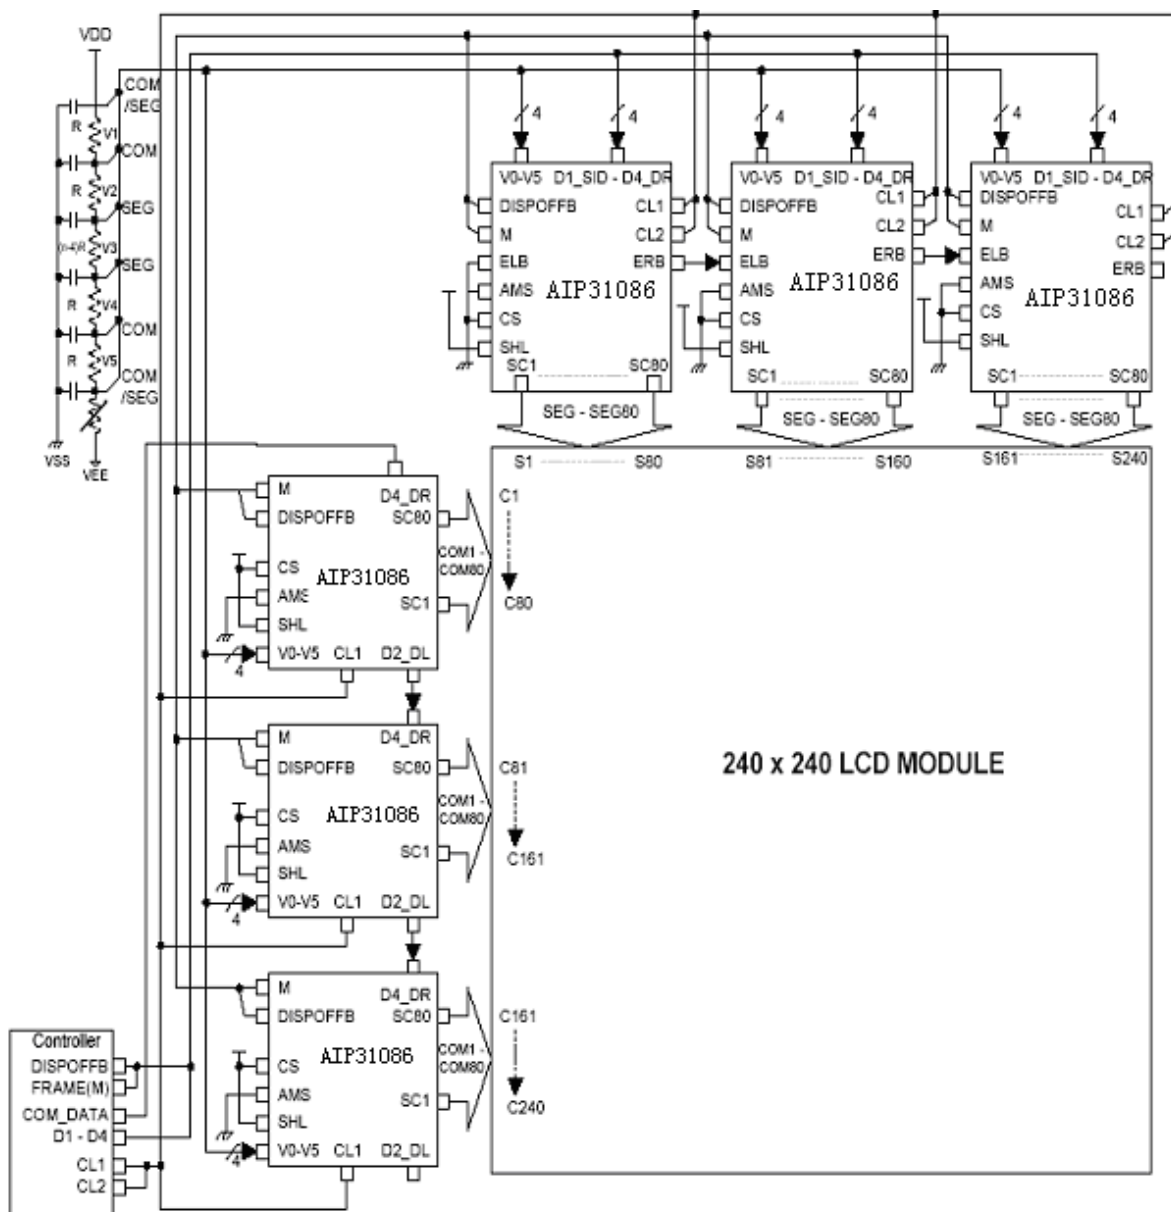 VDD
COM
/SEG
R
V1
COM
R
V2
SEG
(n-4)R
V3
SEG
R
V4
COM
R
V5
COM
/SEG
VSS
VEE
4
4
V0-V5 D1_SID - D4_DR
DISPOFFB
CL1
M
CL2
ELB
ERB
AIP31086
AMS
CS
SHL
SC1
SC80
SEG - SEG80
4
4
V0-V5 D1_SID - D4_DR
DISPOFFB
CL1
M
CL2
ELB
ERB
AIP31086
AMS
CS
SHL
SC1
SC80
SEG - SEG80
4
4
V0-V5 D1_SID - D4_DR
DISPOFFB
CL1
M
CL2
ELB
ERB
AIP31086
AMS
CS
SHL
SC1
SC80
SEG - SEG80
S1
S80
S81
S160
S161
S240
M
D4_DR
DISPOFFB
SC80
CS
AIP31086
AMS
SC1
SHL
V0-V5 CL1 D2_DL
4
COM1 -
COM80
C1
C80
M
D4_DR
DISPOFFB
SC80
CS
AIP31086
AMS
SC1
SHL
V0-V5 CL1 D2_DL
4
COM1 -
COM80
C81
C161
240 x 240 LCD MODULE
M
D4_DR
DISPOFFB
SC80
CS
AIP31086
AMS
SC1
SHL
V0-V5 CL1 D2_DL
4
COM1 -
COM80
C161
C240
Controller
DISPOFFB
FRAME(M)
COM_DATA
D1 - D4
CL1
CL2